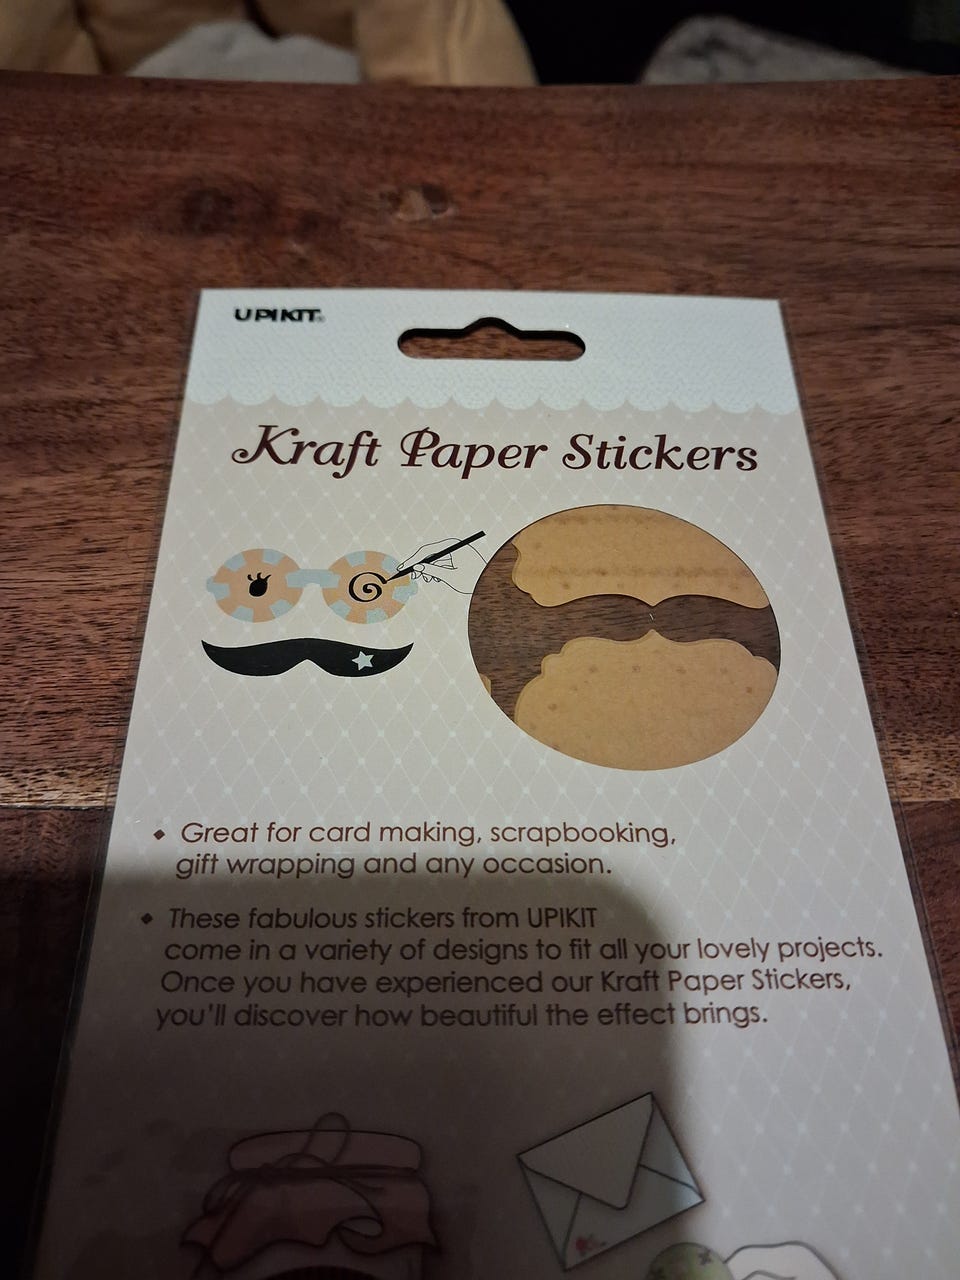 UPIKIT
Kraft Paper Stickers
Great for card making, scrapbooking,
gift wrapping and any occasion.
These fabulous stickers from UPIKIT
come in a variety of designs to fit all your lovely projects.
Once you have experienced our Kraft Paper Stickers,
you'll discover how beautiful the effect brings.